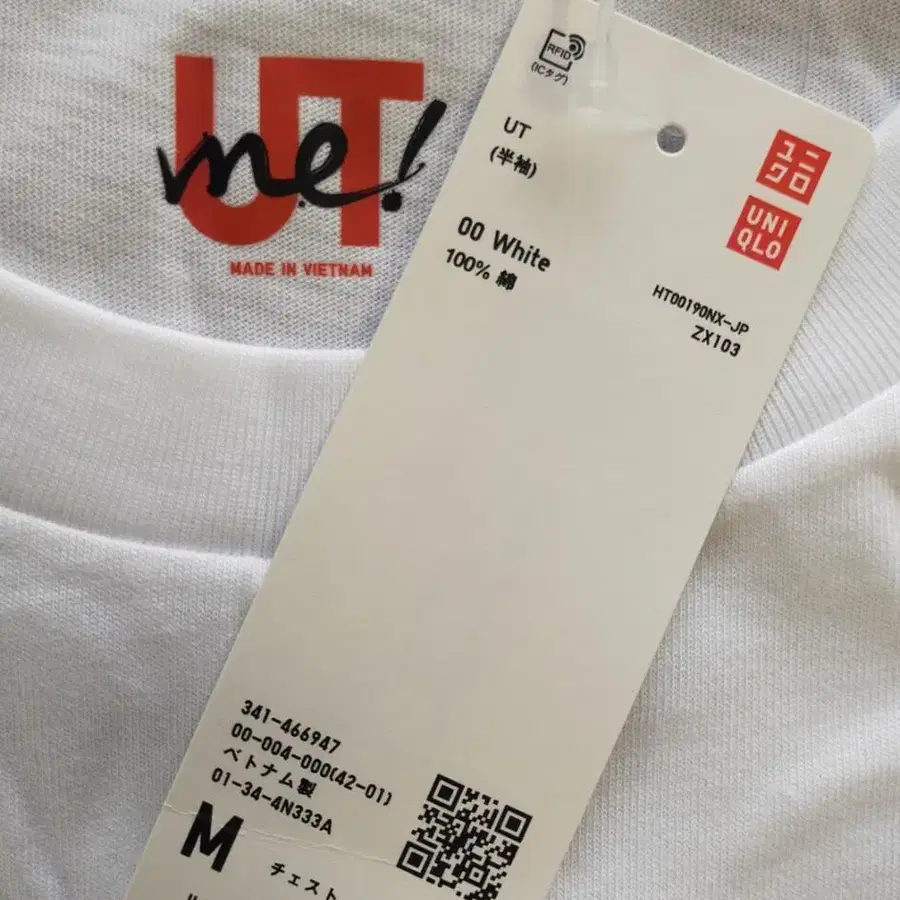 UT
me!
MADE IN VIETNAM
RFID
(ICタグ)
UT
(半袖)
00 White
100% 綿
ユニ
クロ
UNI
QLO
HT00190NX-JP
ZX103
341-466947
00-004-000(42-01)
ベトナム製
01-34-4N333A
M
チェスト